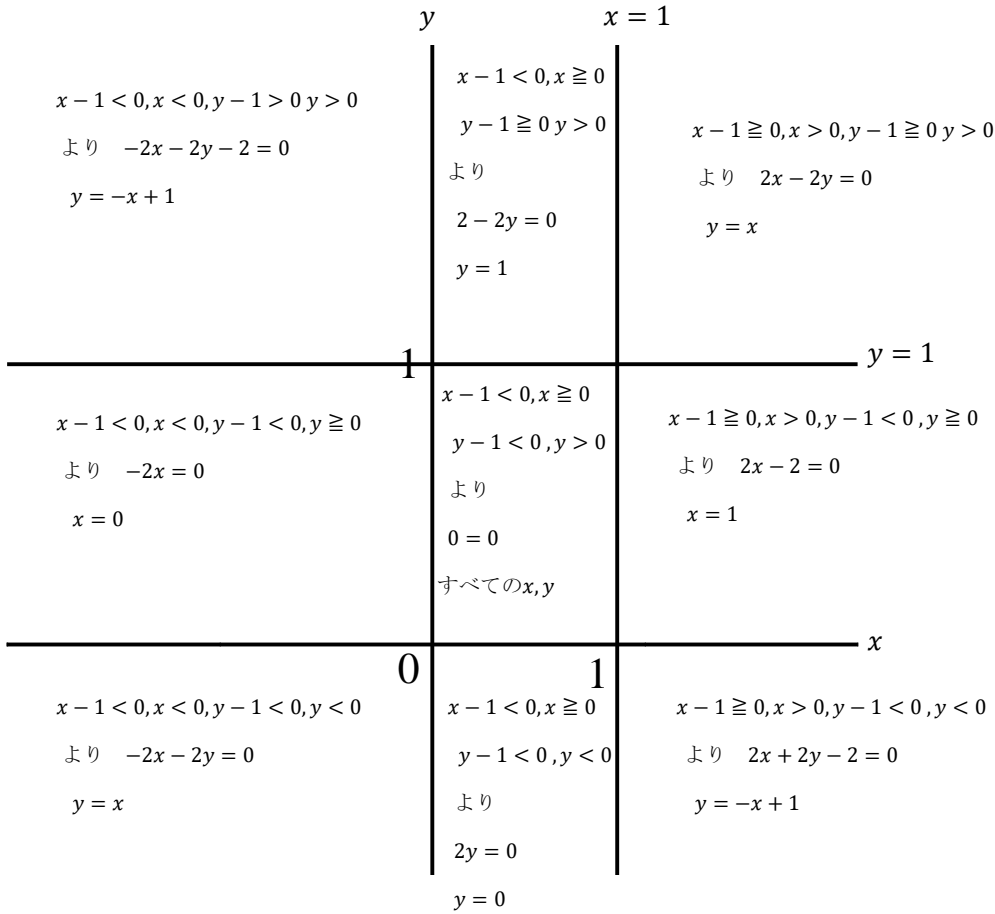 y
x = 1
x − 1 < 0, x < 0, y − 1 > 0 y > 0
より −2x − 2y − 2 = 0
y = −x + 1
x − 1 < 0, x ≧ 0
y − 1 ≧ 0 y > 0
より
2 − 2y = 0
y = 1
x − 1 ≧ 0, x > 0, y − 1 ≧ 0 y > 0
より 2x − 2y = 0
y = x
1
y = 1
x − 1 < 0, x < 0, y − 1 < 0, y ≧ 0
より −2x = 0
x = 0
x − 1 < 0, x ≧ 0
y − 1 < 0 , y > 0
より
0 = 0
すべてのx, y
x − 1 ≧ 0, x > 0, y − 1 < 0 , y ≧ 0
より 2x − 2 = 0
x = 1
x
0
1
x − 1 < 0, x < 0, y − 1 < 0, y < 0
より −2x − 2y = 0
y = x
x − 1 < 0, x ≧ 0
y − 1 < 0 , y < 0
より
2y = 0
y = 0
x − 1 ≧ 0, x > 0, y − 1 < 0 , y < 0
より 2x + 2y − 2 = 0
y = −x + 1